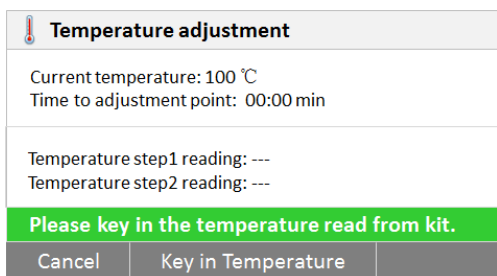 Temperature adjustment
Current temperature: 100 ℃
Time to adjustment point: 00:00 min
Temperature step1 reading: ---
Temperature step2 reading: ---
Please key in the temperature read from kit.
Cancel Key in Temperature